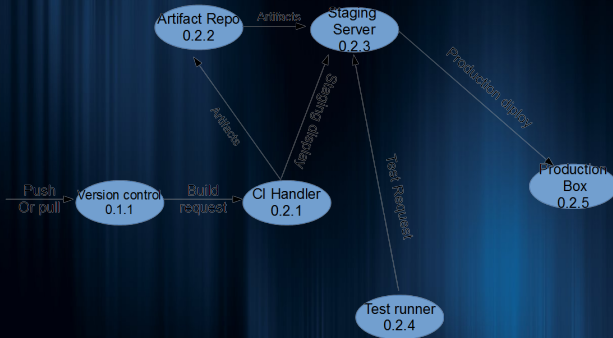 Artifact Repo
0.2.2
Artifacts
Staging
Server
0.2.3
Production diploy
Artifacts
Staging display
Test Request
Production
Box
0.2.5
Push
Or pull
Version control
0.1.1
Build
request
CI Handler
0.2.1
Test runner
0.2.4